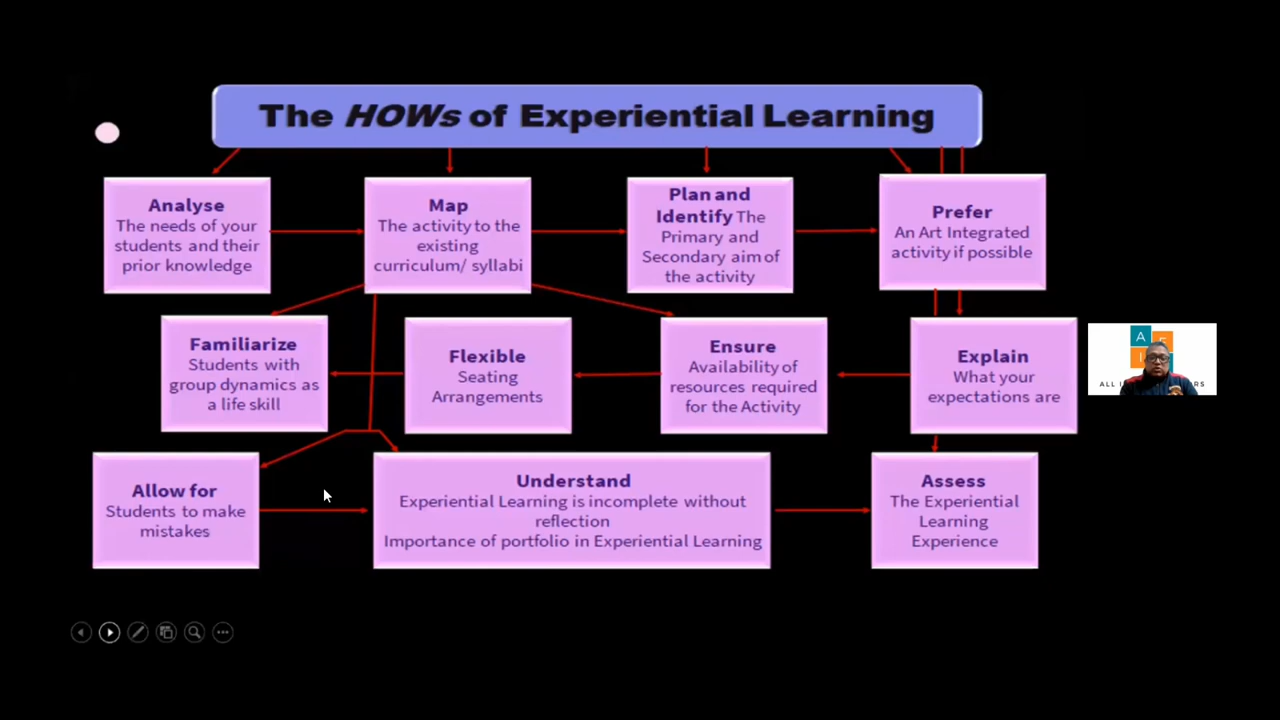 The HOWs of Experiential Learning
Analyse
The needs of your
students and their
prior knowledge
Map
The activity to the
existing
curriculum/ syllabi
Plan and
Identify The
Primary and
Secondary aim of
the activity
Prefer
An Art Integrated
activity if possible
Familiarize
Students with
group dynamics as
a life skill
Flexible
Seating
Arrangements
Ensure
Availability of
resources required
for the Activity
Explain
What your
expectations are
Allow for
Students to make
mistakes
Understand
Experiential Learning is incomplete without
reflection
Importance of portfolio in Experiential Learning
Assess
The Experiential
Learning
Experience
A
ALL